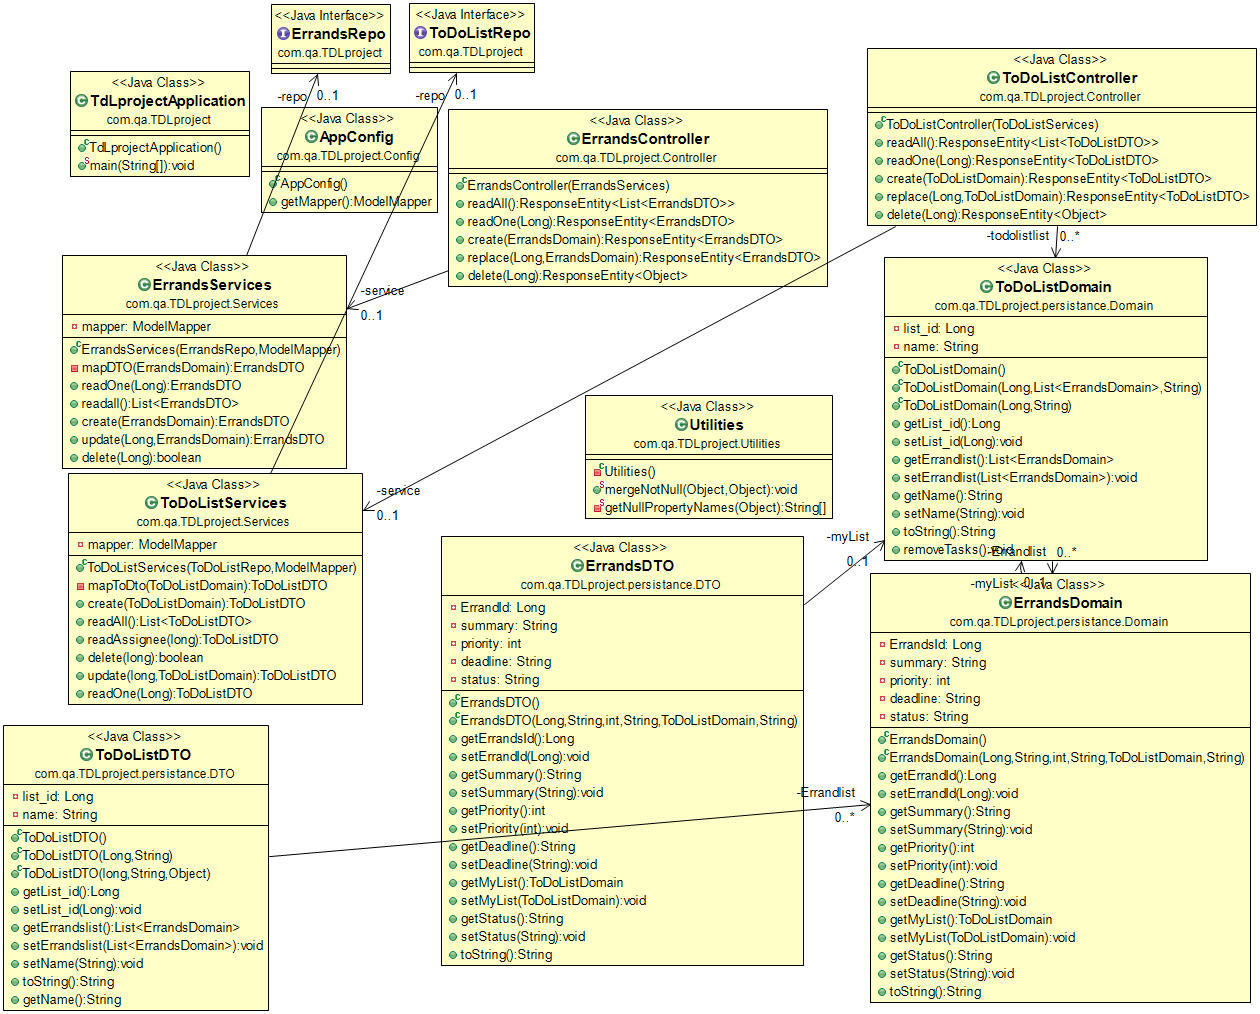 <<Java Interface>>
ErrandsRepo
com.qa.TDLproject
<<Java Interface>>
ToDoListRepo
com.qa.TDLproject
<<Java Class>>
TdLprojectApplication
com.qa.TDLproject
TdLprojectApplication()
main(String[]):void
-repo 0..1
-repo 0..1
<<Java Class>>
AppConfig
com.qa.TDLproject.Config
AppConfig()
getMapper():ModelMapper
<<Java Class>>
ErrandsController
com.qa.TDLproject.Controller
ErrandsController(ErrandsServices)
readAll():ResponseEntity<List<ErrandsDTO>>
readOne(Long):ResponseEntity<ErrandsDTO>
create(ErrandsDomain):ResponseEntity<ErrandsDTO>
replace(Long,ErrandsDomain):ResponseEntity<ErrandsDTO>
delete(Long):ResponseEntity<Object>
<<Java Class>>
ToDoListController
com.qa.TDLproject.Controller
ToDoListController(ToDoListServices)
readAll():ResponseEntity<List<ToDoListDTO>>
readOne(Long):ResponseEntity<ToDoListDTO>
create(ToDoListDomain):ResponseEntity<ToDoListDTO>
replace(Long,ToDoListDomain):ResponseEntity<ToDoListDTO>
delete(Long):ResponseEntity<Object>
-todolistlist 0..*
<<Java Class>>
ErrandsServices
com.qa.TDLproject.Services
mapper: ModelMapper
ErrandsServices(ErrandsRepo,ModelMapper)
mapDTO(ErrandsDomain):ErrandsDTO
readOne(Long):ErrandsDTO
readall():List<ErrandsDTO>
create(ErrandsDomain):ErrandsDTO
update(Long,ErrandsDomain):ErrandsDTO
delete(Long):boolean
-service
0..1
<<Java Class>>
ToDoListDomain
com.qa.TDLproject.persistance.Domain
list_id: Long
name: String
ToDoListDomain()
ToDoListDomain(Long,List<ErrandsDomain>,String)
ToDoListDomain(Long,String)
getList_id():Long
setList_id(Long):void
getErrandlist():List<ErrandsDomain>
setErrandlist(List<ErrandsDomain>):void
getName():String
setName(String):void
toString():String
removeTasks():void
<<Java Class>>
Utilities
com.qa.TDLproject.Utilities
Utilities()
mergeNotNull(Object,Object):void
getNullPropertyNames(Object):String[]
<<Java Class>>
ToDoListServices
com.qa.TDLproject.Services
mapper: ModelMapper
ToDoListServices(ToDoListRepo,ModelMapper)
mapToDto(ToDoListDomain):ToDoListDTO
create(ToDoListDomain):ToDoListDTO
readAll():List<ToDoListDTO>
readAssignee(long):ToDoListDTO
delete(long):boolean
update(long,ToDoListDomain):ToDoListDTO
readOne(Long):ToDoListDTO
-service
0..1
<<Java Class>>
ErrandsDTO
com.qa.TDLproject.persistance.DTO
ErrandId: Long
summary: String
priority: int
deadline: String
status: String
ErrandsDTO()
ErrandsDTO(Long,String,int,String,ToDoListDomain,String)
getErrandsId():Long
setErrandId(Long):void
getSummary():String
setSummary(String):void
getPriority():int
setPriority(int):void
getDeadline():String
setDeadline(String):void
getMyList():ToDoListDomain
setMyList(ToDoListDomain):void
getStatus():String
setStatus(String):void
toString():String
-myList
0..1
-Errandlist 0..*
-myList 0..1
<<Java Class>>
ErrandsDomain
com.qa.TDLproject.persistance.Domain
ErrandsId: Long
summary: String
priority: int
deadline: String
status: String
ErrandsDomain()
ErrandsDomain(Long,String,int,String,ToDoListDomain,String)
getErrandId():Long
setErrandId(Long):void
getSummary():String
setSummary(String):void
getPriority():int
setPriority(int):void
getDeadline():String
setDeadline(String):void
getMyList():ToDoListDomain
setMyList(ToDoListDomain):void
getStatus():String
setStatus(String):void
toString():String
<<Java Class>>
ToDoListDTO
com.qa.TDLproject.persistance.DTO
list_id: Long
name: String
ToDoListDTO()
ToDoListDTO(Long,String)
ToDoListDTO(long,String,Object)
getList_id():Long
setList_id(Long):void
getErrandslist():List<ErrandsDomain>
setErrandslist(List<ErrandsDomain>):void
setName(String):void
toString():String
getName():String
-Errandlist
0..*